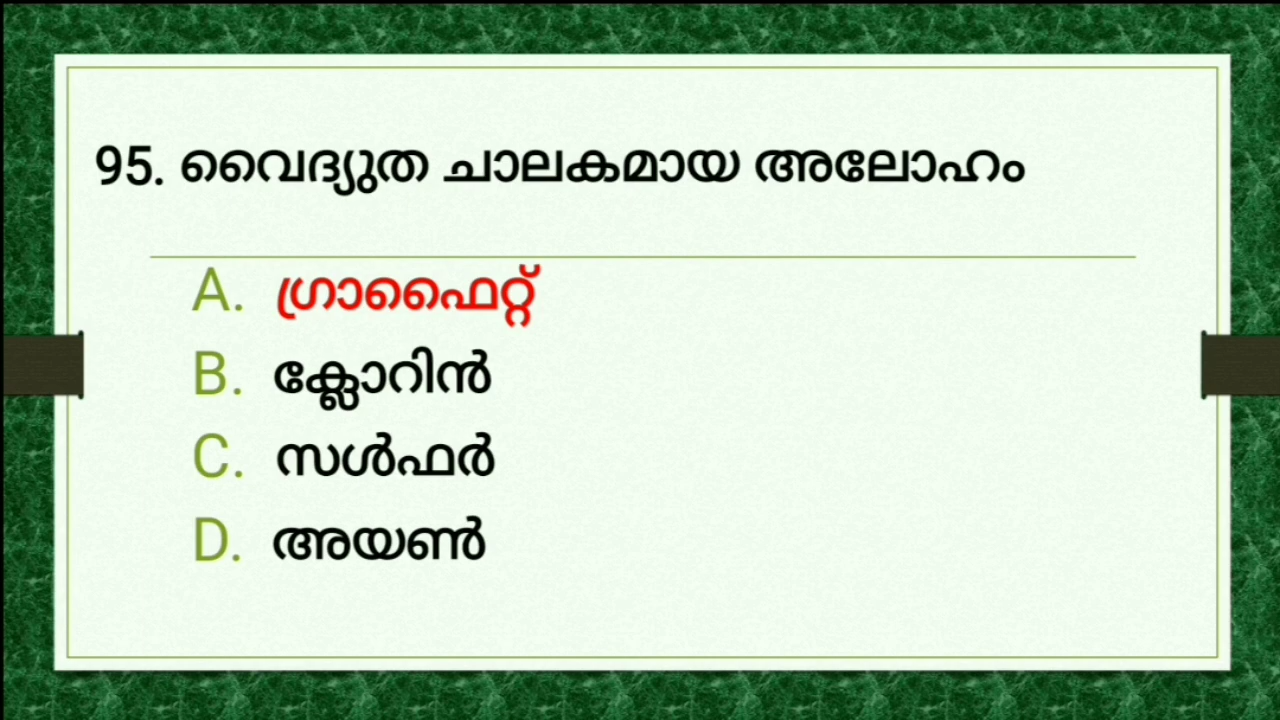 95. വൈദ്യുത ചാലകമായ അലോഹം
A. ഗ്രാഫൈറ്റ്
B. ക്ലോറിൻ
C. സൾഫർ
D. അയൺ